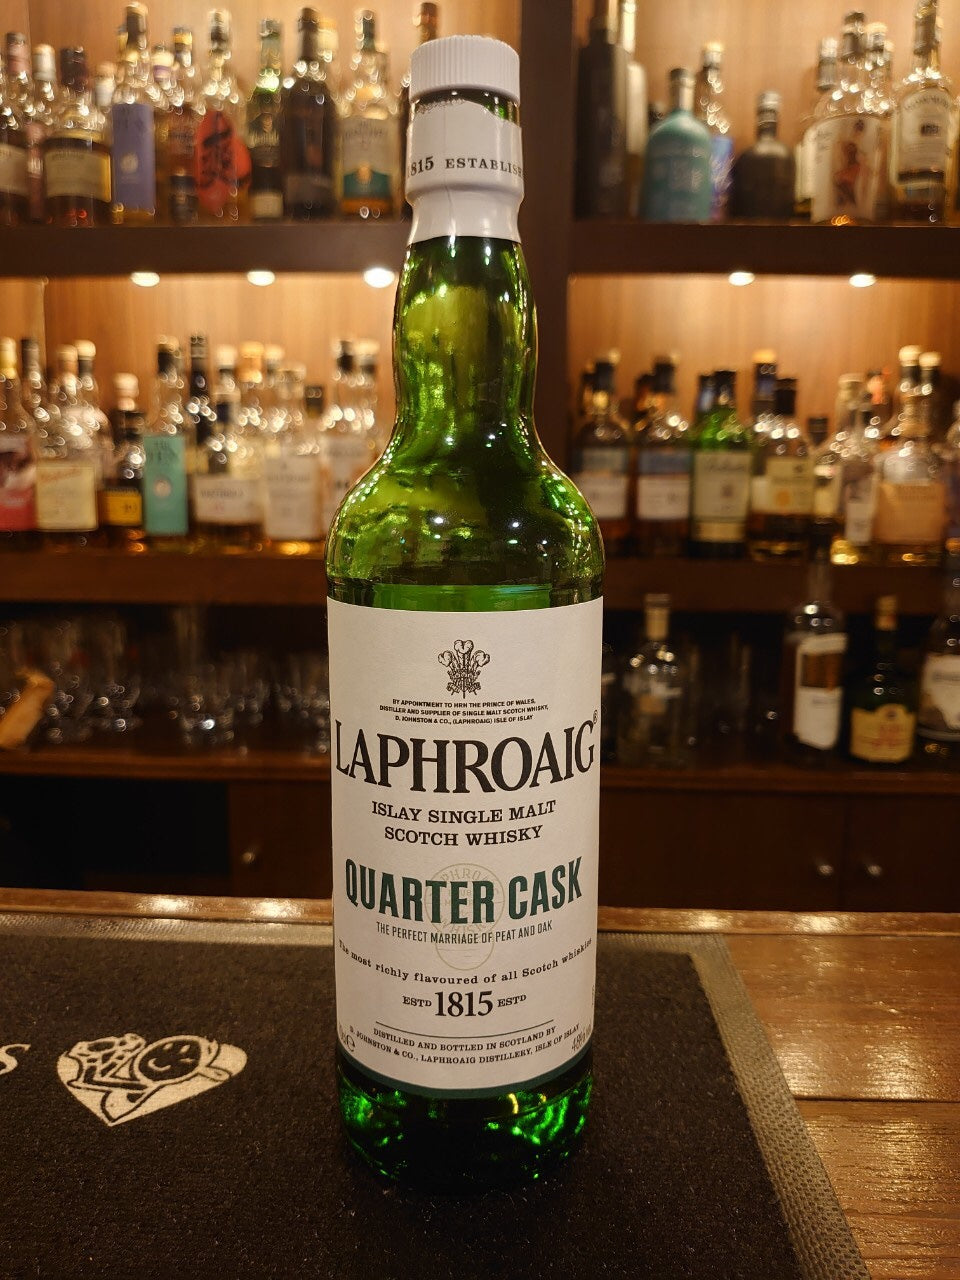 1815 ESTABLISH
BY APPOINTMENT TO HRH THE PRINCE OF WALES,
DISTILLER AND SUPPLIER OF SINGLE MALT SCOTCH WHISKY,
D. JOHNSTON & CO., (LAPHROAIG) ISLE OF ISLAY
LAPHROAIG®
ISLAY SINGLE MALT
SCOTCH WHISKY
QUARTER CASK
THE PERFECT MARRIAGE OF PEAT AND OAK
The most richly flavoured of all Scotch whiskies
ESTD 1815 ESTD
DISTILLED AND BOTTLED IN SCOTLAND BY
D. JOHNSTON & CO., LAPHROAIG DISTILLERY, ISLE OF ISLAY
S